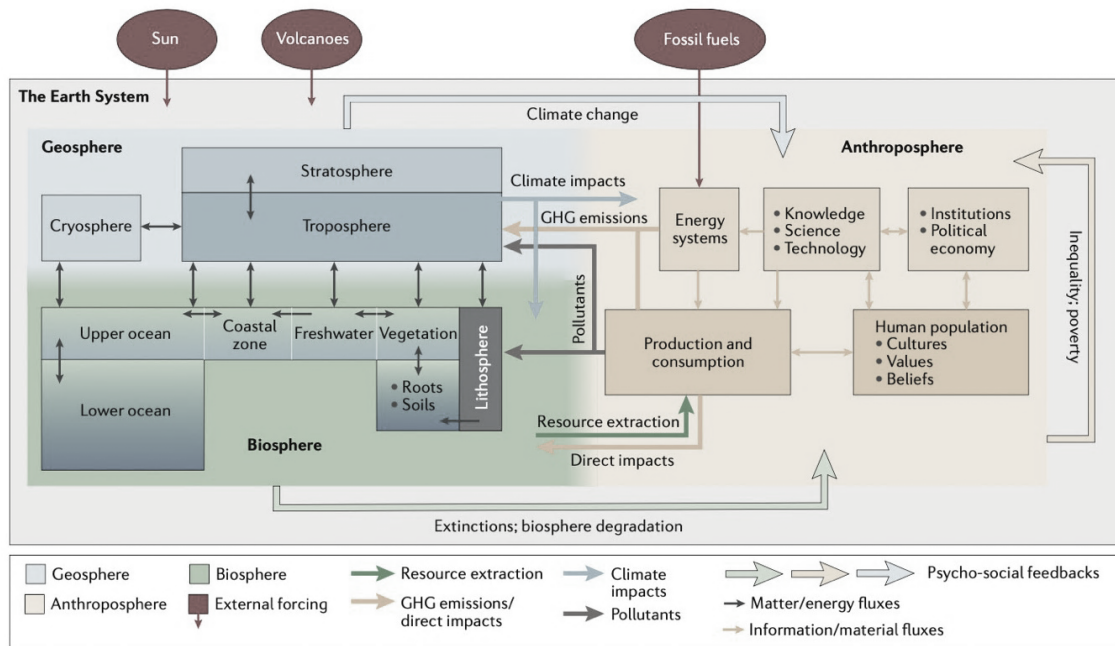 Sun
Volcanoes
Fossil fuels
The Earth System
Climate change
Geosphere
Anthroposphere
Stratosphere
Troposphere
Cryosphere
Climate impacts
GHG emissions
Energy
systems
• Knowledge
• Science
• Technology
• Institutions
• Political
economy
Inequality; poverty
Pollutants
Upper ocean
Coastal
zone
Freshwater
Vegetation
Lithosphere
• Roots
• Soils
Lower ocean
Biosphere
Production and
consumption
Human population
• Cultures
• Values
• Beliefs
Resource extraction
Direct impacts
Extinctions; biosphere degradation
Geosphere
Anthroposphere
Biosphere
External forcing
Resource extraction
GHG emissions/
direct impacts
Climate
impacts
Pollutants
Psycho-social feedbacks
Matter/energy fluxes
Information/material fluxes